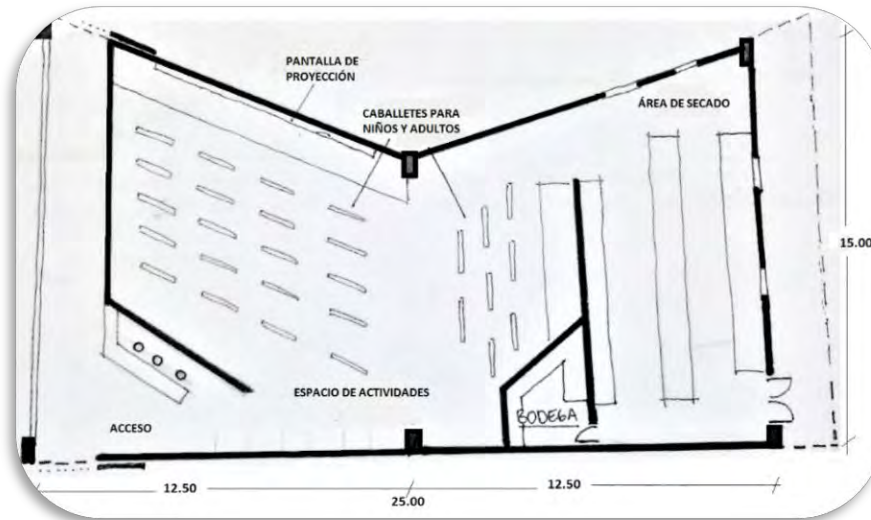 PANTALLA DE
PROYECCIÓN
CABALLETES PARA
NIÑOS Y ADULTOS
ÁREA DE SECADO
15.00
ESPACIO DE ACTIVIDADES
BODEGA
ACCESO
12.50
12.50
25.00